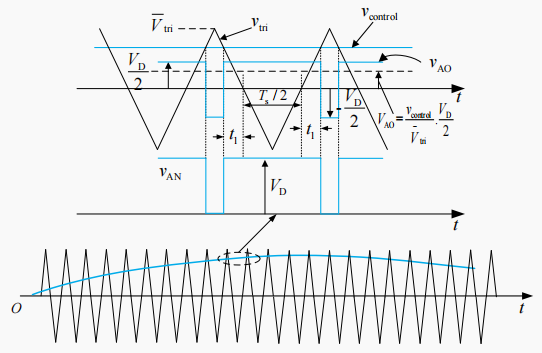 V̅tri
vtri
vcontrol
VD/2
vAO
Ts / 2
t
-VD/2
VAO = vcontrol/V̅tri · VD/2
t1
t1
vAN
VD
t
O
t